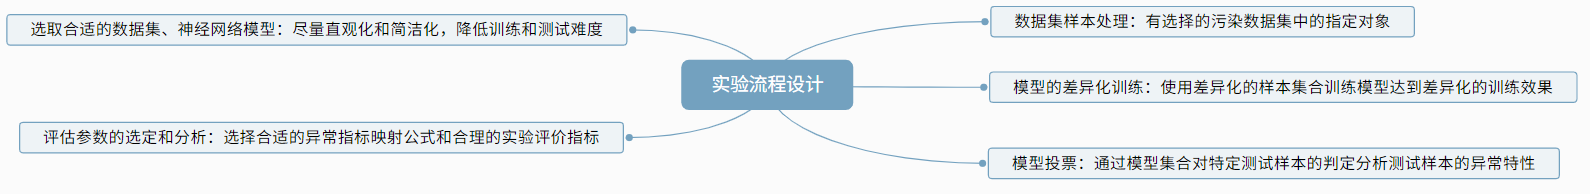 选取合适的数据集、神经网络模型：尽量直观化和简洁化，降低训练和测试难度
数据集样本处理：有选择的污染数据集中的指定对象
实验流程设计
模型的差异化训练：使用差异化的样本集合训练模型达到差异化的训练效果
评估参数的选定和分析：选择合适的异常指标映射公式和合理的实验评价指标
模型投票：通过模型集合对特定测试样本的判定分析测试样本的异常特性